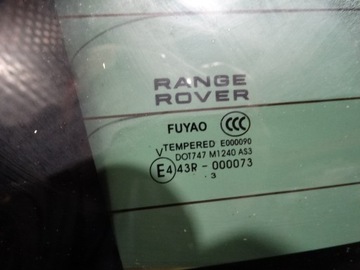 RANGE
ROVER
FUYAO CCC
TEMPERED E000090
V DOT747 M1240 AS3
E4 43R - 000073
3